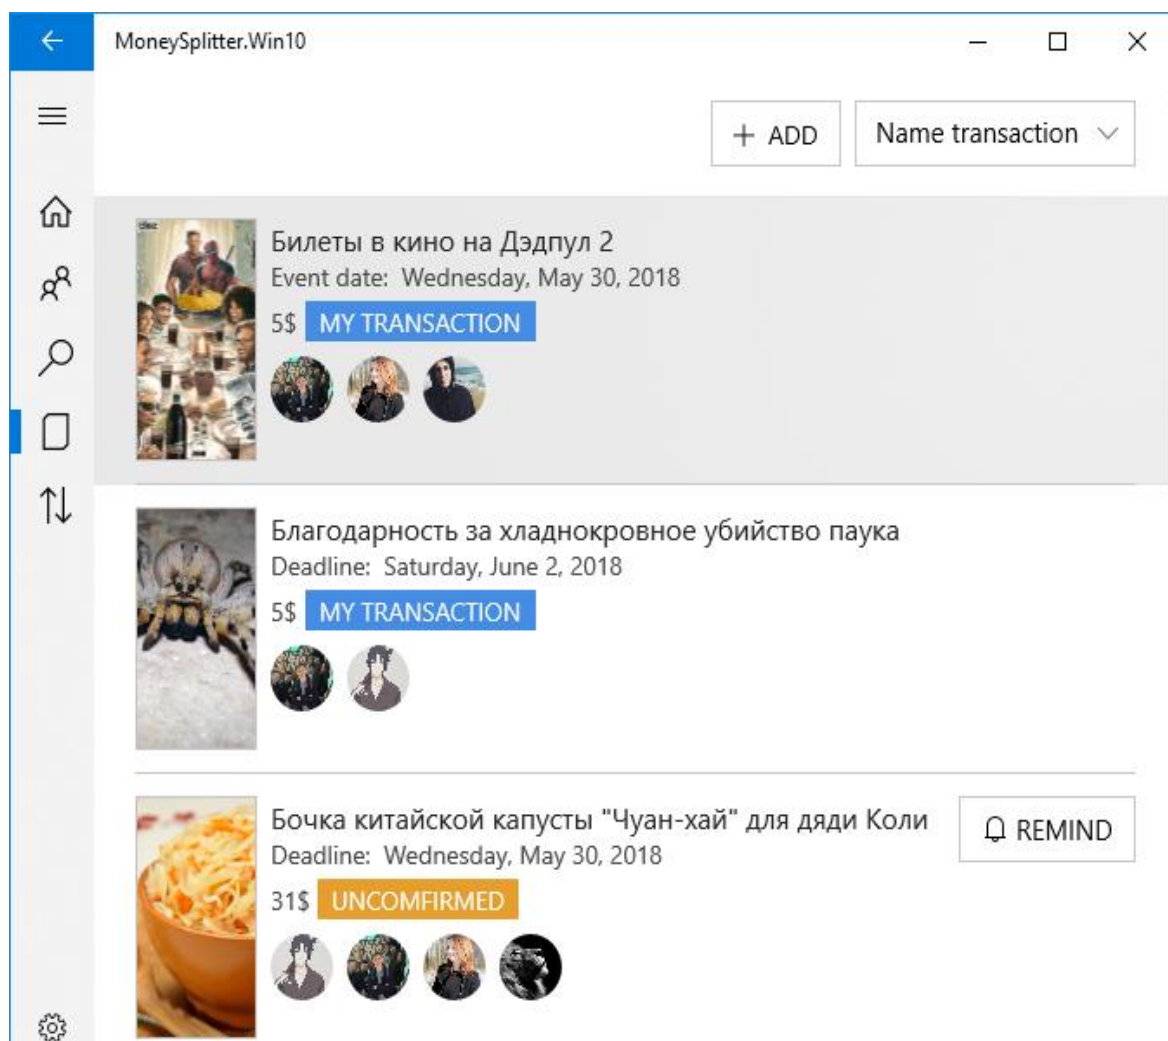 MoneySplitter.Win10
+ ADD
Name transaction
Билеты в кино на Дэдпул 2
Event date: Wednesday, May 30, 2018
5$ MY TRANSACTION
Благодарность за хладнокровное убийство паука
Deadline: Saturday, June 2, 2018
5$ MY TRANSACTION
Бочка китайской капусты "Чуан-хай" для дяди Коли
REMIND
Deadline: Wednesday, May 30, 2018
31$ UNCOMFIRMED